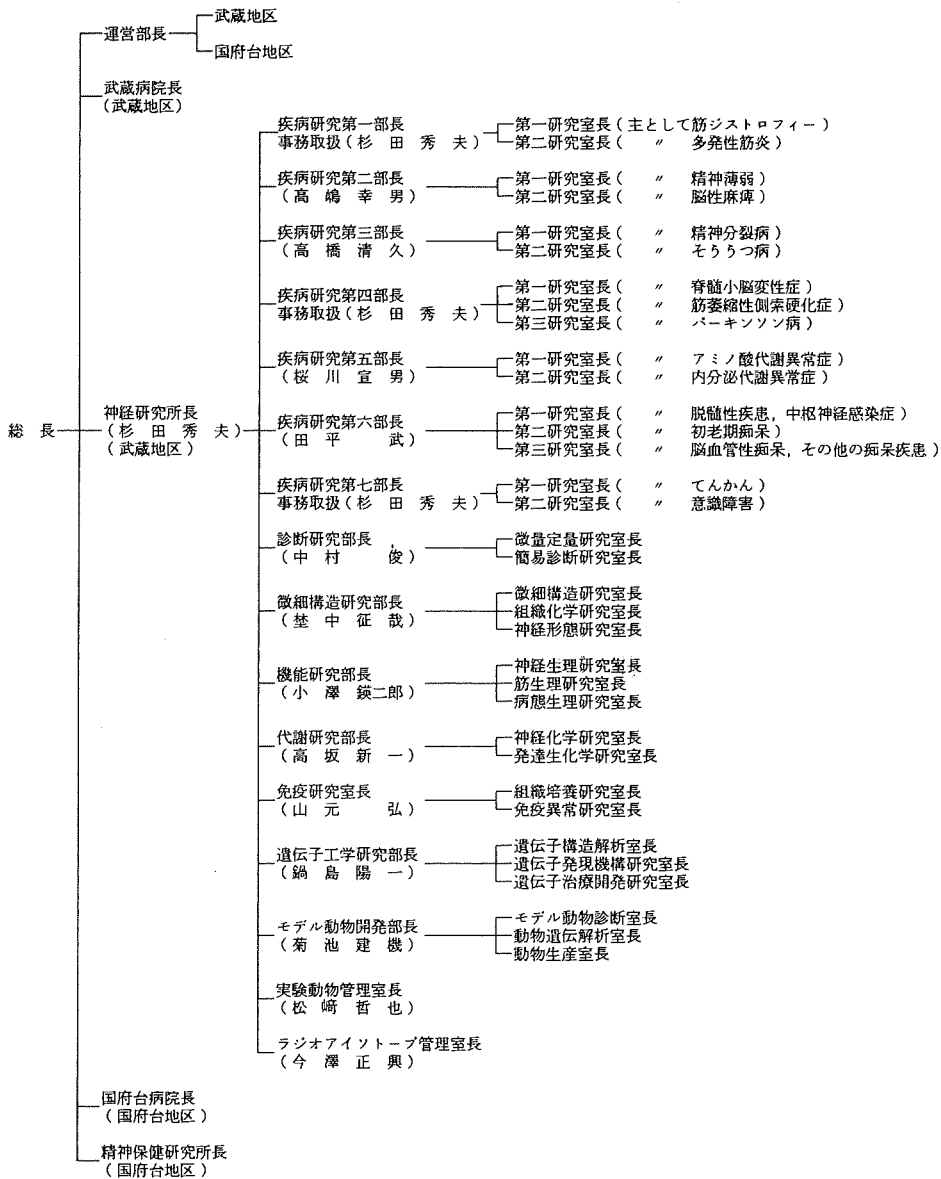 運営部長
武蔵地区
国府台地区
武蔵病院長
(武蔵地区)
総 長
神経研究所長
(杉 田 秀 夫)
(武蔵地区)
疾病研究第一部長
事務取扱(杉 田 秀 夫)
第一研究室長(主として筋ジストロフィー)
第二研究室長( 〃 多発性筋炎)
疾病研究第二部長
(高 嶋 幸 男)
第一研究室長( 〃 精神薄弱)
第二研究室長( 〃 脳性麻痺)
疾病研究第三部長
(高 橋 清 久)
第一研究室長( 〃 精神分裂病)
第二研究室長( 〃 そううつ病)
疾病研究第四部長
事務取扱(杉 田 秀 夫)
第一研究室長( 〃 脊髄小脳変性症)
第二研究室長( 〃 筋萎縮性側索硬化症)
第三研究室長( 〃 パーキンソン病)
疾病研究第五部長
(桜 川 宣 男)
第一研究室長( 〃 アミノ酸代謝異常症)
第二研究室長( 〃 内分泌代謝異常症)
疾病研究第六部長
(田 平 武)
第一研究室長( 〃 脱髄性疾患, 中枢神経感染症)
第二研究室長( 〃 初老期痴呆)
第三研究室長( 〃 脳血管性痴呆, その他の痴呆疾患)
疾病研究第七部長
事務取扱(杉 田 秀 夫)
第一研究室長( 〃 てんかん)
第二研究室長( 〃 意識障害)
診断研究部長
(中 村 俊)
微量定量研究室長
簡易診断研究室長
微細構造研究部長
(埜 中 征 哉)
微細構造研究室長
組織化学研究室長
神経形態研究室長
機能研究部長
(小 澤 鍈二郎)
神経生理研究室長
筋生理研究室長
病態生理研究室長
代謝研究部長
(高 坂 新 一)
神経化学研究室長
発達生化学研究室長
免疫研究室長
(山 元 弘)
組織培養研究室長
免疫異常研究室長
遺伝子工学研究部長
(鍋 島 陽 一)
遺伝子構造解析室長
遺伝子発現機構研究室長
遺伝子治療開発研究室長
モデル動物開発部長
(菊 池 建 機)
モデル動物診断室長
動物遺伝解析室長
動物生産室長
実験動物管理室長
(松 﨑 哲 也)
ラジオアイソトープ管理室長
(今 澤 正 興)
国府台病院長
(国府台地区)
精神保健研究所長
(国府台地区)